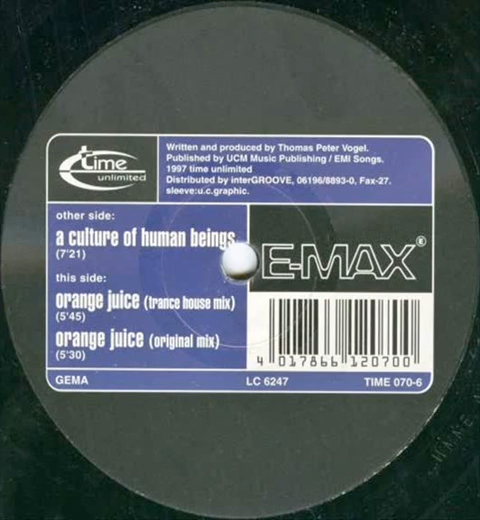 time
unlimited
Written and produced by Thomas Peter Vogel.
Published by UCM Music Publishing / EMI Songs.
1997 time unlimited
Distributed by interGROOVE, 06196/8893-0, Fax-27.
sleeve:u.c.graphic.
other side:
a culture of human beings
(7'21)
this side:
orange juice (trance house mix)
(5'45)
orange juice (original mix)
(5'30)
E-MAX®
4 017866 120700
GEMA LC 6247 TIME 070-6